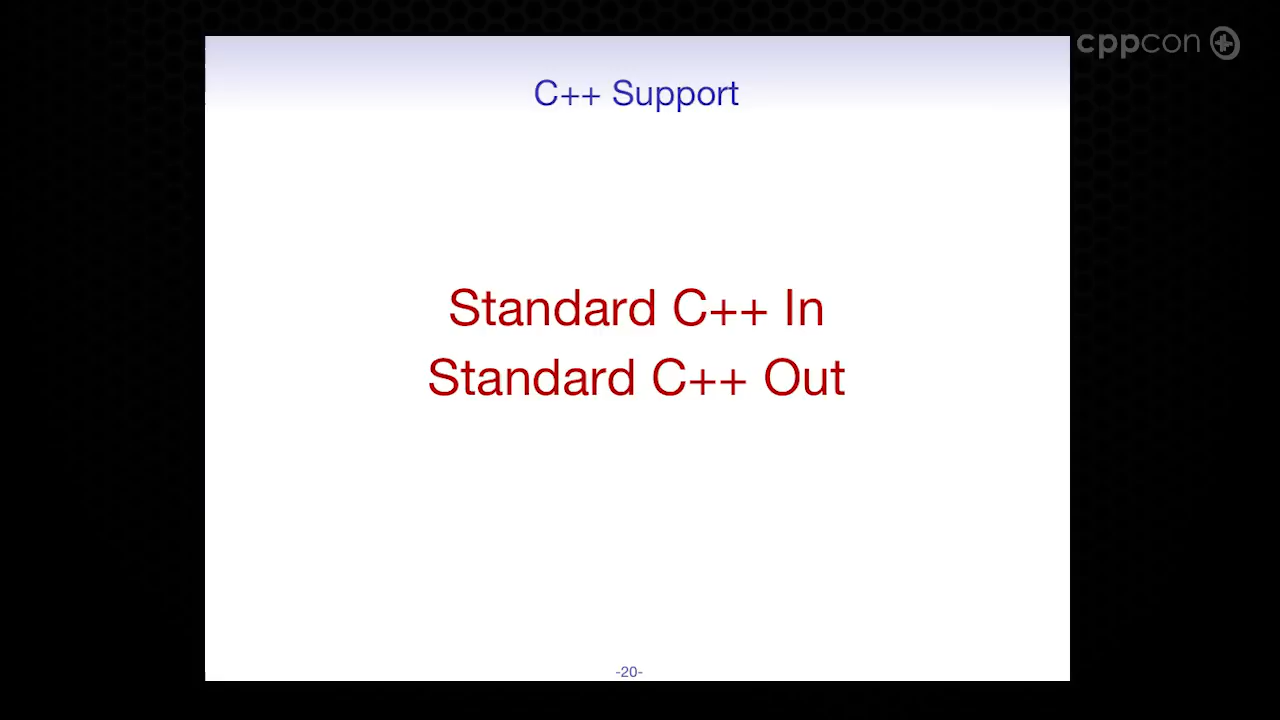 cppcon
C++ Support
Standard C++ In
Standard C++ Out
-20-